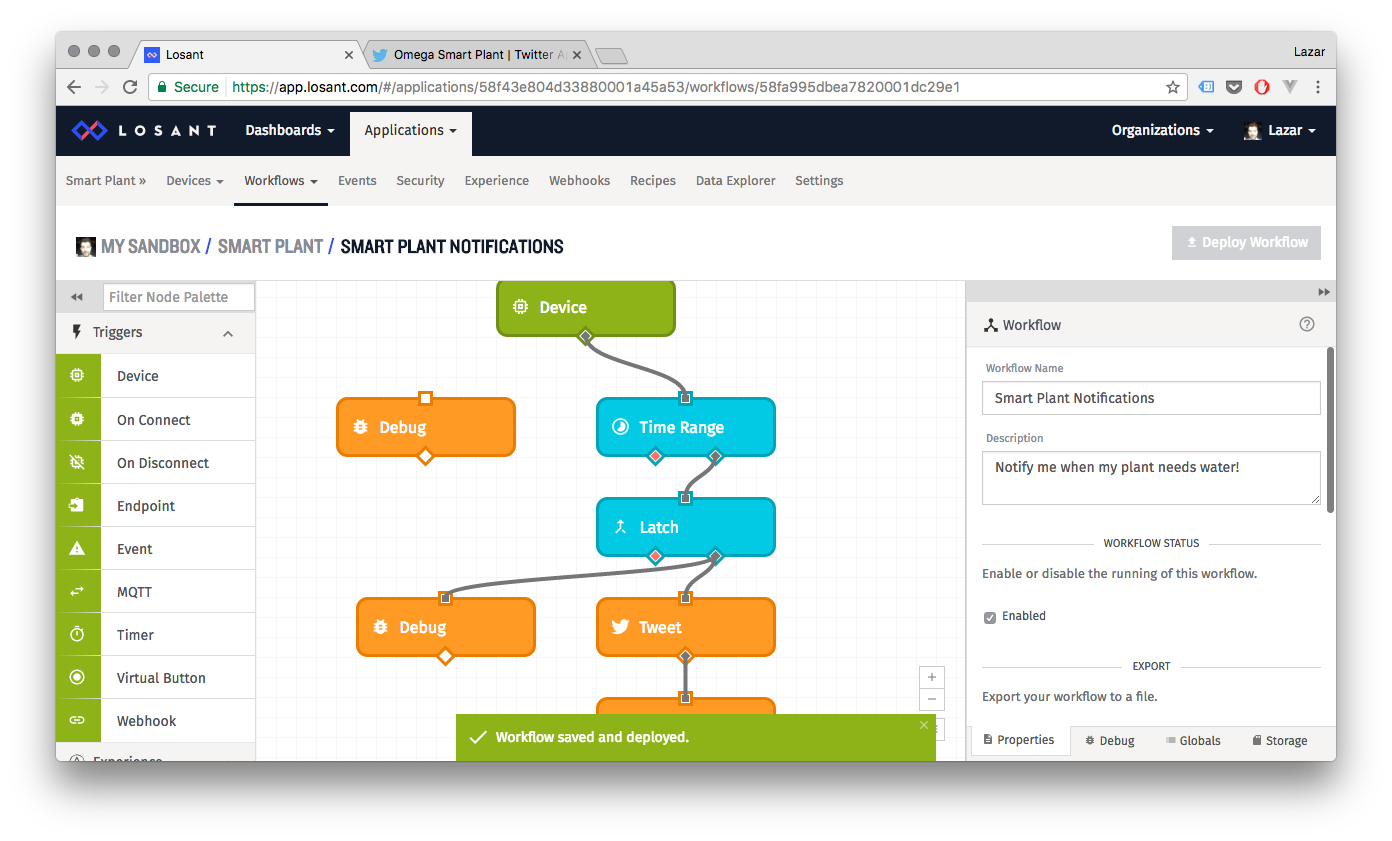 Losant
Omega Smart Plant | Twitter A
Lazar
Secure https://app.losant.com/#/applications/58f43e804d33880001a45a53/workflows/58fa995dbea7820001dc29e1
LOSANT Dashboards Applications Organizations Lazar
Smart Plant » Devices Workflows Events Security Experience Webhooks Recipes Data Explorer Settings
MY SANDBOX / SMART PLANT / SMART PLANT NOTIFICATIONS
Deploy Workflow
Filter Node Palette
Triggers
Device
On Connect
On Disconnect
Endpoint
Event
MQTT
Timer
Virtual Button
Webhook
Experience
Device
Debug
Time Range
Latch
Debug
Tweet
+
−
Workflow saved and deployed.
Workflow
Workflow Name
Smart Plant Notifications
Description
Notify me when my plant needs water!
WORKFLOW STATUS
Enable or disable the running of this workflow.
Enabled
EXPORT
Export your workflow to a file.
Properties Debug Globals Storage